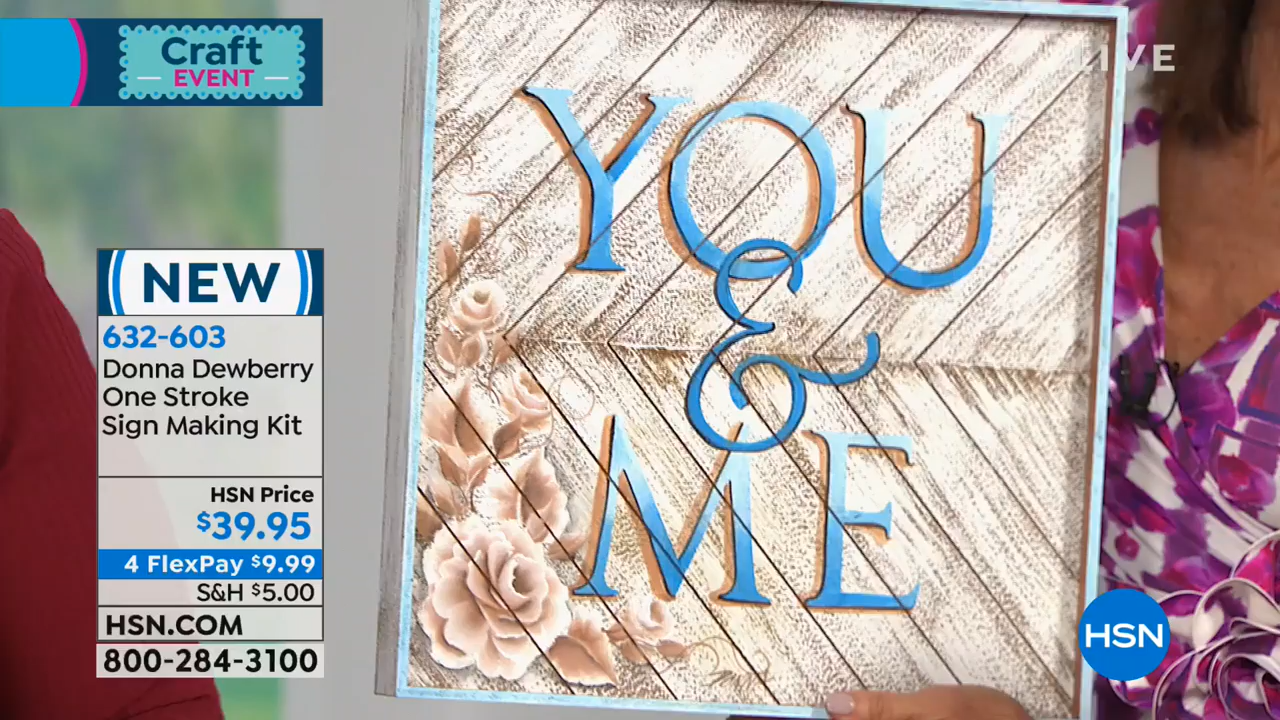 Craft
EVENT
LIVE
YOU
&
ME
NEW
632-603
Donna Dewberry
One Stroke
Sign Making Kit
HSN Price
$39.95
4 FlexPay $9.99
S&H $5.00
HSN.COM
800-284-3100
HSN